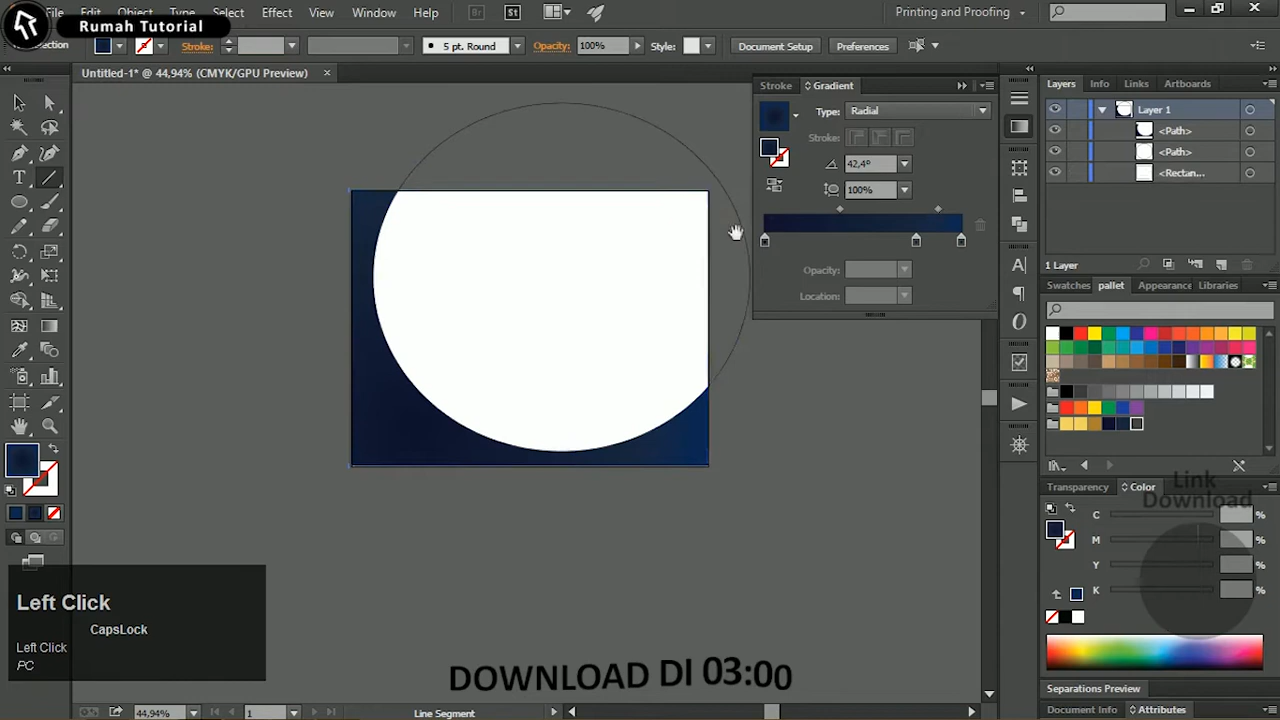 File Edit Object Type Select Effect View Window Help Br St Printing and Proofing
Rumah Tutorial
Selection Stroke: 5 pt. Round Opacity: 100% Style: Document Setup Preferences
Untitled-1* @ 44,94% (CMYK/GPU Preview) ×
Stroke Gradient
Type: Radial
Stroke:
42,4°
100%
Opacity:
Location:
Layers Info Links Artboards
Layer 1
<Path>
<Path>
<Rectan...
1 Layer
Swatches pallet Appearance Libraries
Transparency Color
Link
Download
C %
M %
Y %
K %
Separations Preview
Document Info Attributes
Left Click
CapsLock
Left Click
PC
DOWNLOAD DI 03:00
44,94% 1 Line Segment